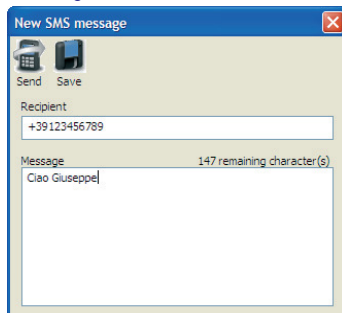 New SMS message
Send Save
Recipient
+39123456789
Message 147 remaining character(s)
Ciao Giuseppe